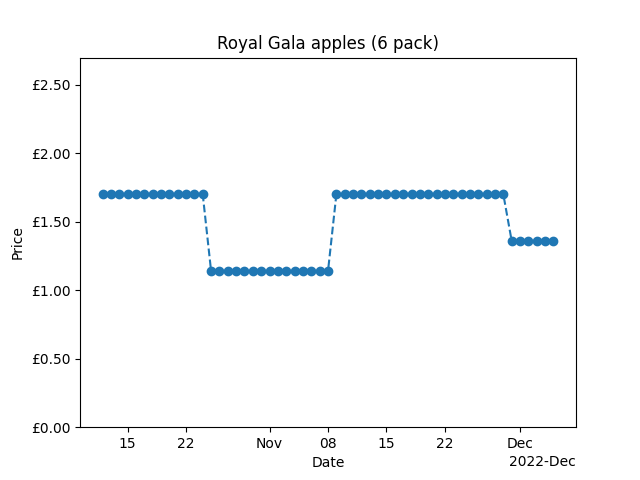 Royal Gala apples (6 pack)
£2.50
£2.00
£1.50
£1.00
£0.50
£0.00
Price
15 22 Nov 08 15 22 Dec
Date
2022-Dec